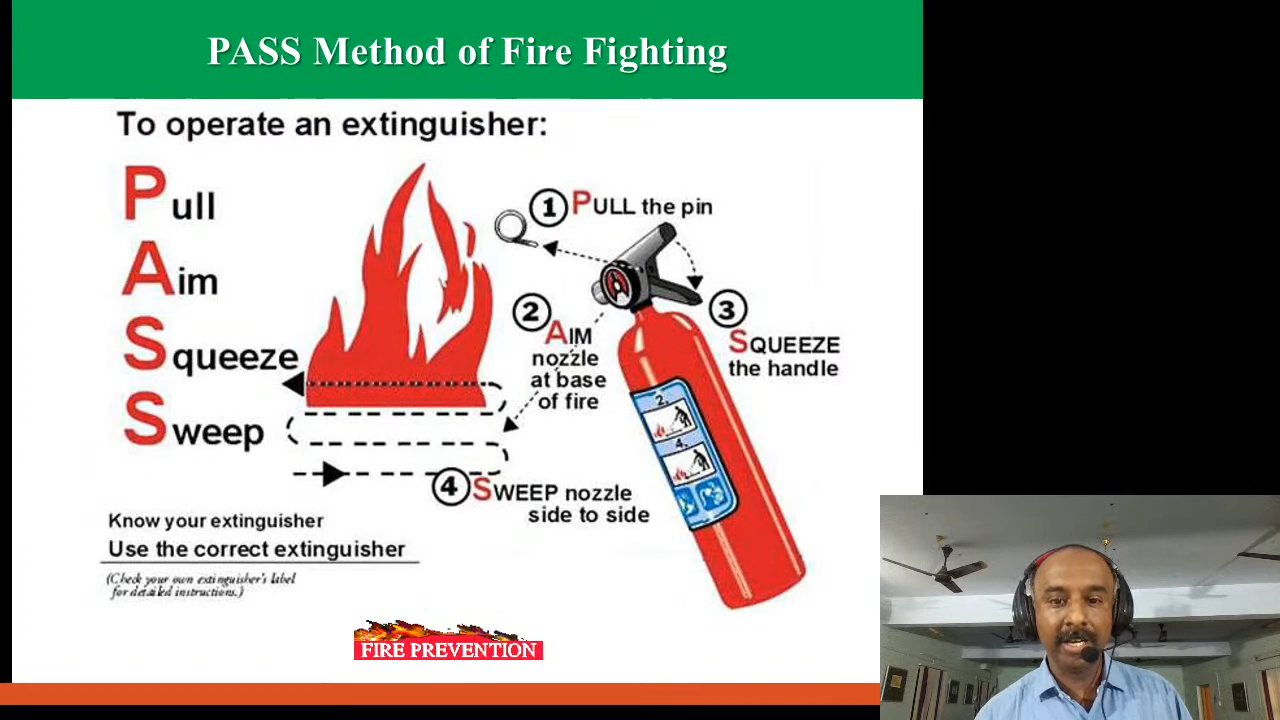 PASS Method of Fire Fighting
To operate an extinguisher:
Pull
Aim
Squeeze
Sweep
1 PULL the pin
2 AIM
nozzle
at base
of fire
3 SQUEEZE
the handle
2.
4.
4 SWEEP nozzle
side to side
Know your extinguisher
Use the correct extinguisher
(Check your own extinguisher's label
for detailed instructions.)
FIRE PREVENTION